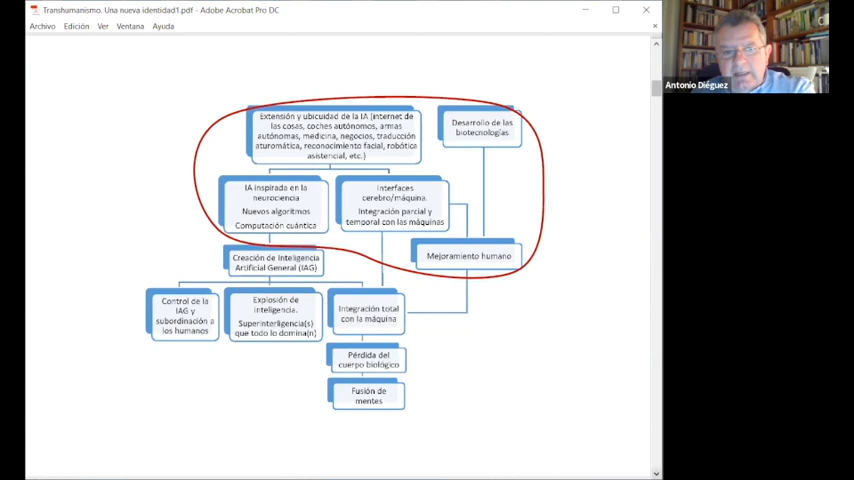 Transhumanismo. Una nueva identidad1.pdf - Adobe Acrobat Pro DC
Archivo Edición Ver Ventana Ayuda
Antonio Diéguez
Extensión y ubicuidad de la IA (internet de
las cosas, coches autónomos, armas
autónomas, medicina, negocios, traducción
aturomática, reconocimiento facial, robótica
asistencial, etc.)
Desarrollo de las
biotecnologías
IA inspirada en la
neurociencia
Nuevos algoritmos
Computación cuántica
Interfaces
cerebro/máquina.
Integración parcial y
temporal con las máquinas
Creación de Inteligencia
Artificial General (IAG)
Mejoramiento humano
Control de la
IAG y
subordinación a
los humanos
Explosión de
inteligencia.
Superinterligencia(s)
que todo lo domina(n)
Integración total
con la máquina
Pérdida del
cuerpo biológico
Fusión de
mentes